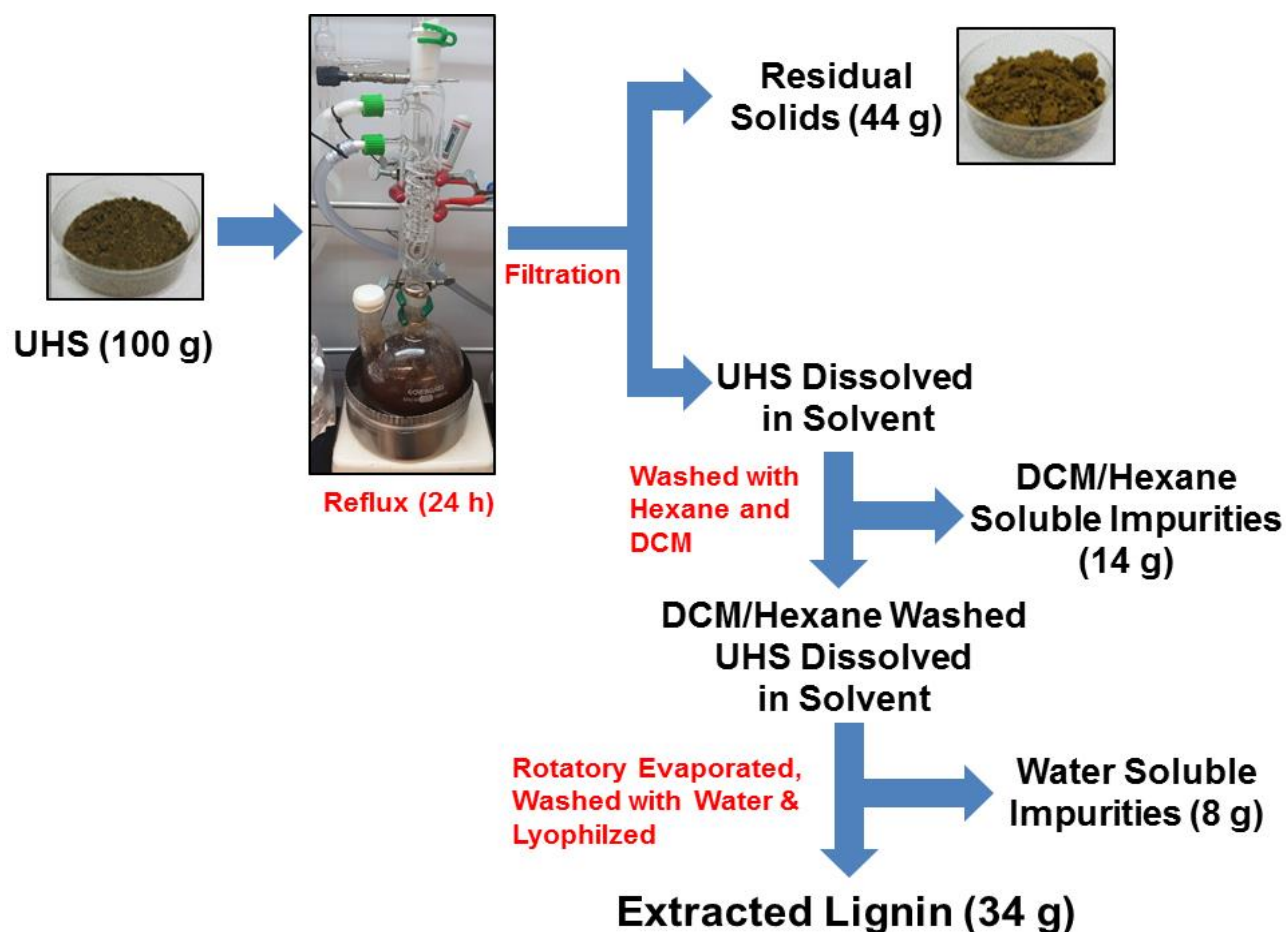 UHS (100 g)
Reflux (24 h)
Filtration
Residual
Solids (44 g)
UHS Dissolved
in Solvent
Washed with
Hexane and
DCM
DCM/Hexane
Soluble Impurities
(14 g)
DCM/Hexane Washed
UHS Dissolved
in Solvent
Rotatory Evaporated,
Washed with Water &
Lyophilzed
Water Soluble
Impurities (8 g)
Extracted Lignin (34 g)